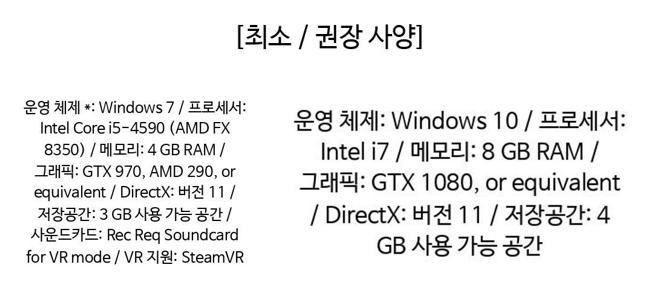 [최소 / 권장 사양]
운영 체제 *: Windows 7 / 프로세서:
Intel Core i5-4590 (AMD FX
8350) / 메모리: 4 GB RAM /
그래픽: GTX 970, AMD 290, or
equivalent / DirectX: 버전 11 /
저장공간: 3 GB 사용 가능 공간 /
사운드카드: Rec Req Soundcard
for VR mode / VR 지원: SteamVR
운영 체제: Windows 10 / 프로세서:
Intel i7 / 메모리: 8 GB RAM /
그래픽: GTX 1080, or equivalent
/ DirectX: 버전 11 / 저장공간: 4
GB 사용 가능 공간